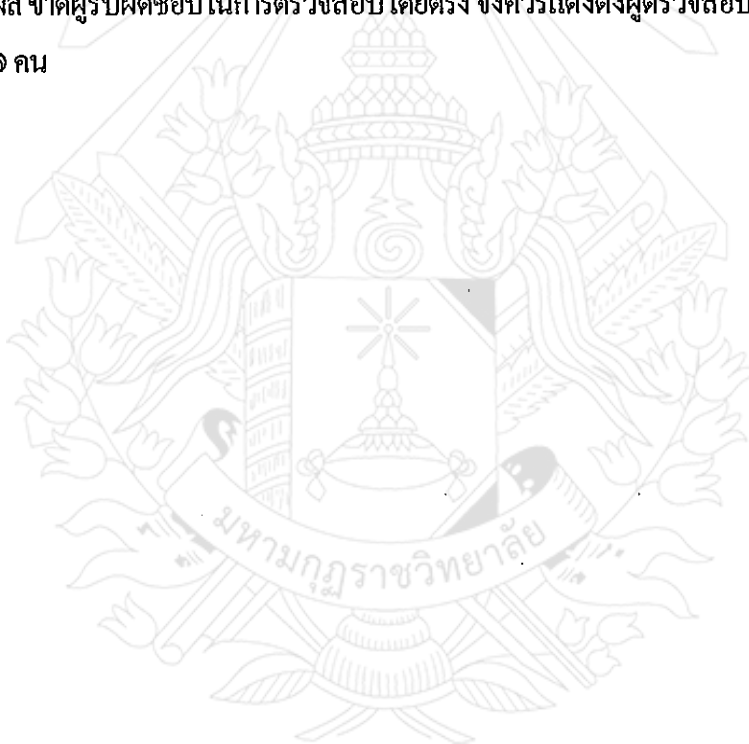 ขาดผู้รับผิดชอบในการตรวจสอบโดยตรง จึงควรแต่งตั้งผู้ตรวจสอบ
๑ คน
มหามกุฏราชวิทยาลัย